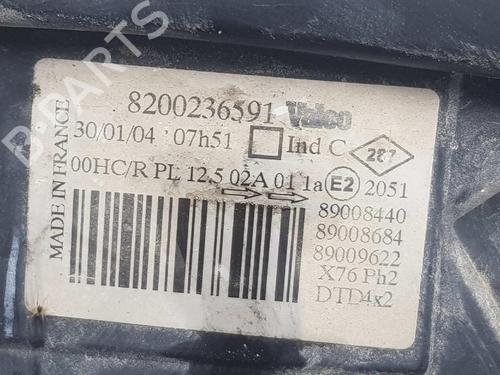 8200236591 Valeo
30/01/04 07h51 Ind C 287
00HC/R PL 12.5 02A 01 1a E2 2051
89008440
89008684
89009622
X76 Ph2
DTD4x2
MADE IN FRANCE
B-PARTS